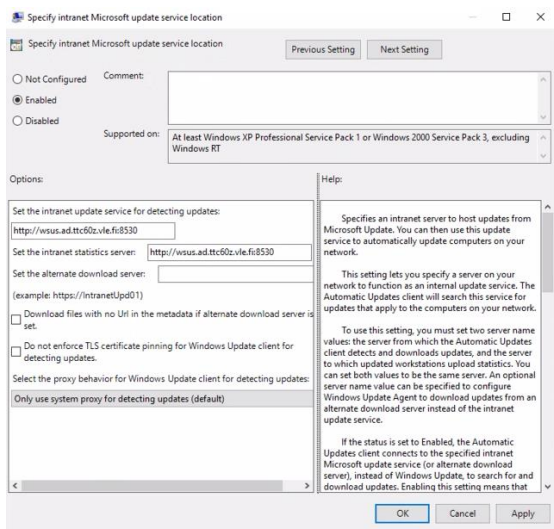 Specify intranet Microsoft update service location
Specify intranet Microsoft update service location
Previous Setting
Next Setting
Not Configured
Comment:
Enabled
Disabled
Supported on:
At least Windows XP Professional Service Pack 1 or Windows 2000 Service Pack 3, excluding
Windows RT
Options:
Help:
Set the intranet update service for detecting updates:
http://wsus.ad.ttc60z.vle.fi:8530
Set the intranet statistics server:
http://wsus.ad.ttc60z.vle.fi:8530
Set the alternate download server:
(example: https://IntranetUpd01)
Download files with no Url in the metadata if alternate download server is
set.
Do not enforce TLS certificate pinning for Windows Update client for
detecting updates.
Select the proxy behavior for Windows Update client for detecting updates:
Only use system proxy for detecting updates (default)
Specifies an intranet server to host updates from
Microsoft Update. You can then use this update
service to automatically update computers on your
network.
This setting lets you specify a server on your
network to function as an internal update service. The
Automatic Updates client will search this service for
updates that apply to the computers on your network.
To use this setting, you must set two server name
values: the server from which the Automatic Updates
client detects and downloads updates, and the server
to which updated workstations upload statistics. You
can set both values to be the same server. An optional
server name value can be specified to configure
Windows Update Agent to download updates from an
alternate download server instead of the intranet
update service.
If the status is set to Enabled, the Automatic
Updates client connects to the specified intranet
Microsoft update service (or alternate download
server), instead of Windows Update, to search for and
download updates. Enabling this setting means that
OK
Cancel
Apply